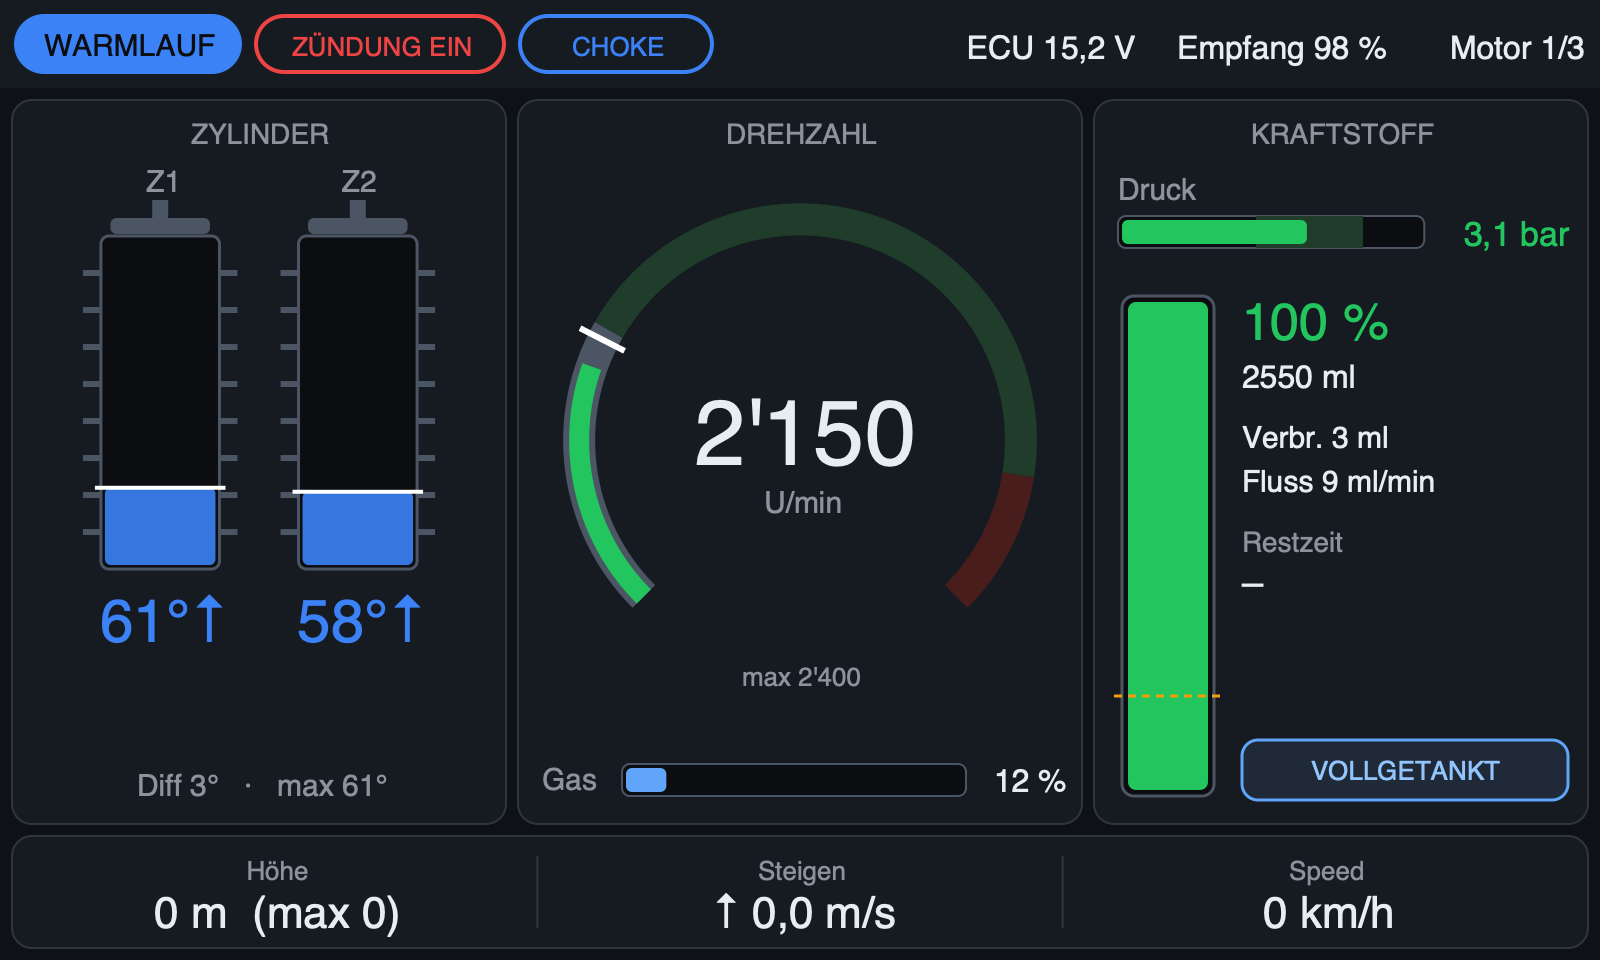 WARMLAUF ZÜNDUNG EIN CHOKE ECU 15,2 V Empfang 98 % Motor 1/3
ZYLINDER
Z1 Z2
61°↑ 58°↑
Diff 3° · max 61°
DREHZAHL
2'150
U/min
max 2'400
Gas 12 %
KRAFTSTOFF
Druck
3,1 bar
100 %
2550 ml
Verbr. 3 ml
Fluss 9 ml/min
Restzeit
–
VOLLGETANKT
Höhe
0 m (max 0)
Steigen
↑ 0,0 m/s
Speed
0 km/h